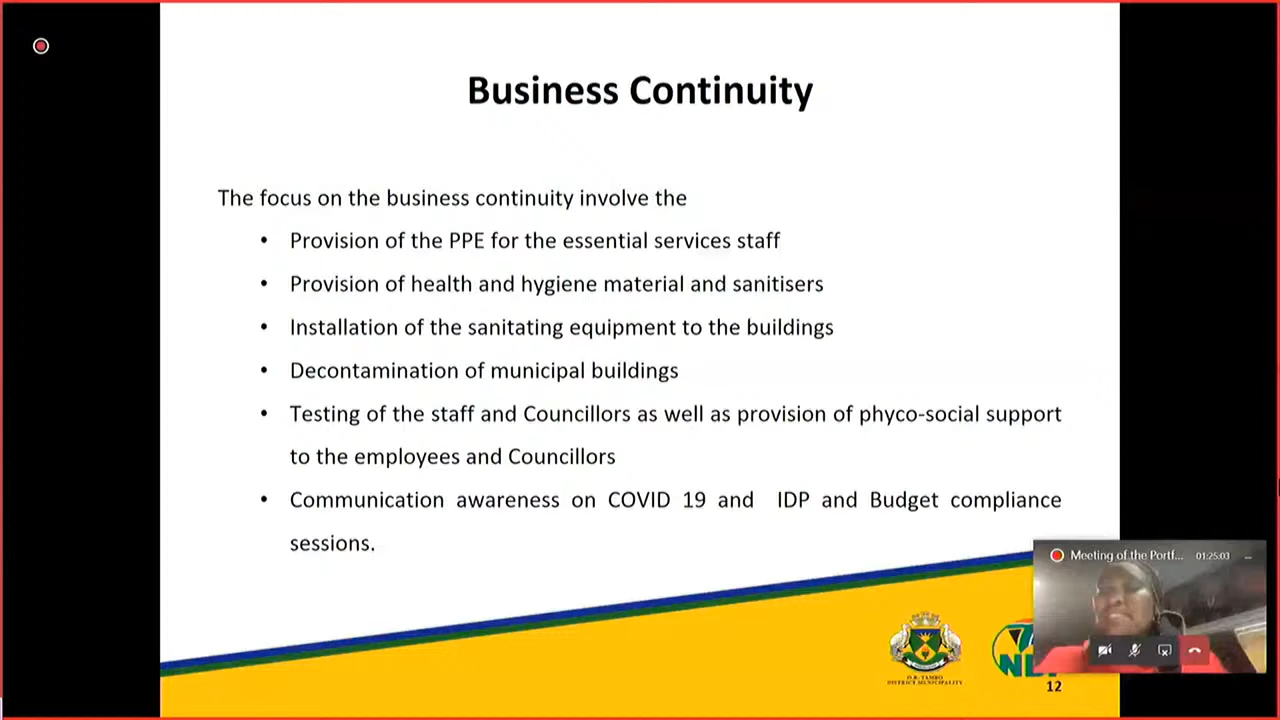 Business Continuity
The focus on the business continuity involve the
• Provision of the PPE for the essential services staff
• Provision of health and hygiene material and sanitisers
• Installation of the sanitating equipment to the buildings
• Decontamination of municipal buildings
• Testing of the staff and Councillors as well as provision of phyco-social support
to the employees and Councillors
• Communication awareness on COVID 19 and IDP and Budget compliance
sessions.
Meeting of the Portf... 01:25:03
O.R. TAMBO
DISTRICT MUNICIPALITY
12